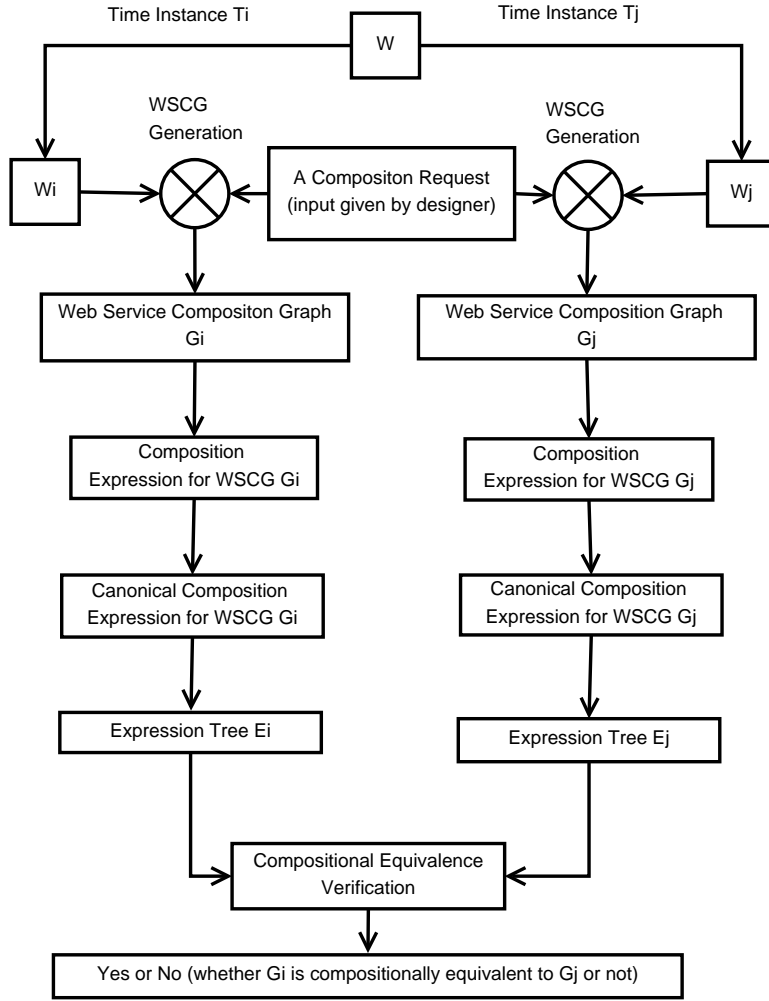 Time Instance Ti
Time Instance Tj
W
WSCG
Generation
WSCG
Generation
Wi
A Compositon Request
(input given by designer)
Wj
Web Service Compositon Graph
Gi
Web Service Composition Graph
Gj
Composition
Expression for WSCG Gi
Composition
Expression for WSCG Gj
Canonical Composition
Expression for WSCG Gi
Canonical Composition
Expression for WSCG Gj
Expression Tree Ei
Expression Tree Ej
Compositional Equivalence
Verification
Yes or No (whether Gi is compositionally equivalent to Gj or not)